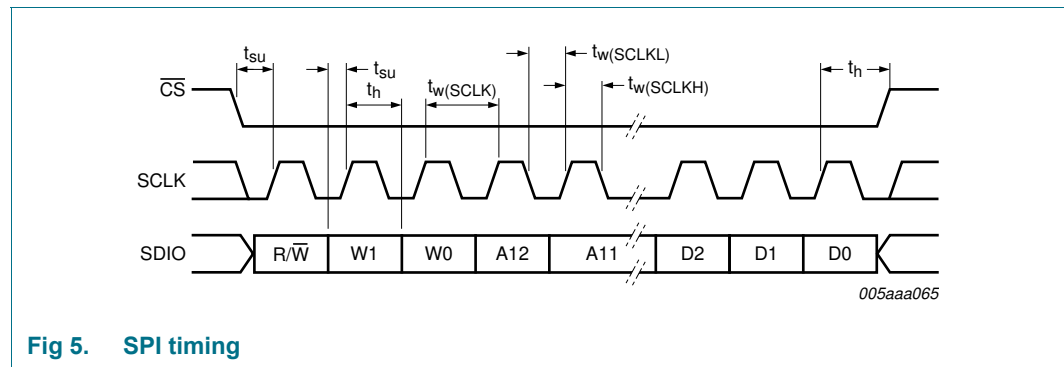 tsu
tsu
th
tw(SCLK)
tw(SCLKL)
tw(SCLKH)
th
CS
SCLK
SDIO
R/W
W1
W0
A12
A11
D2
D1
D0
005aaa065
Fig 5. SPI timing